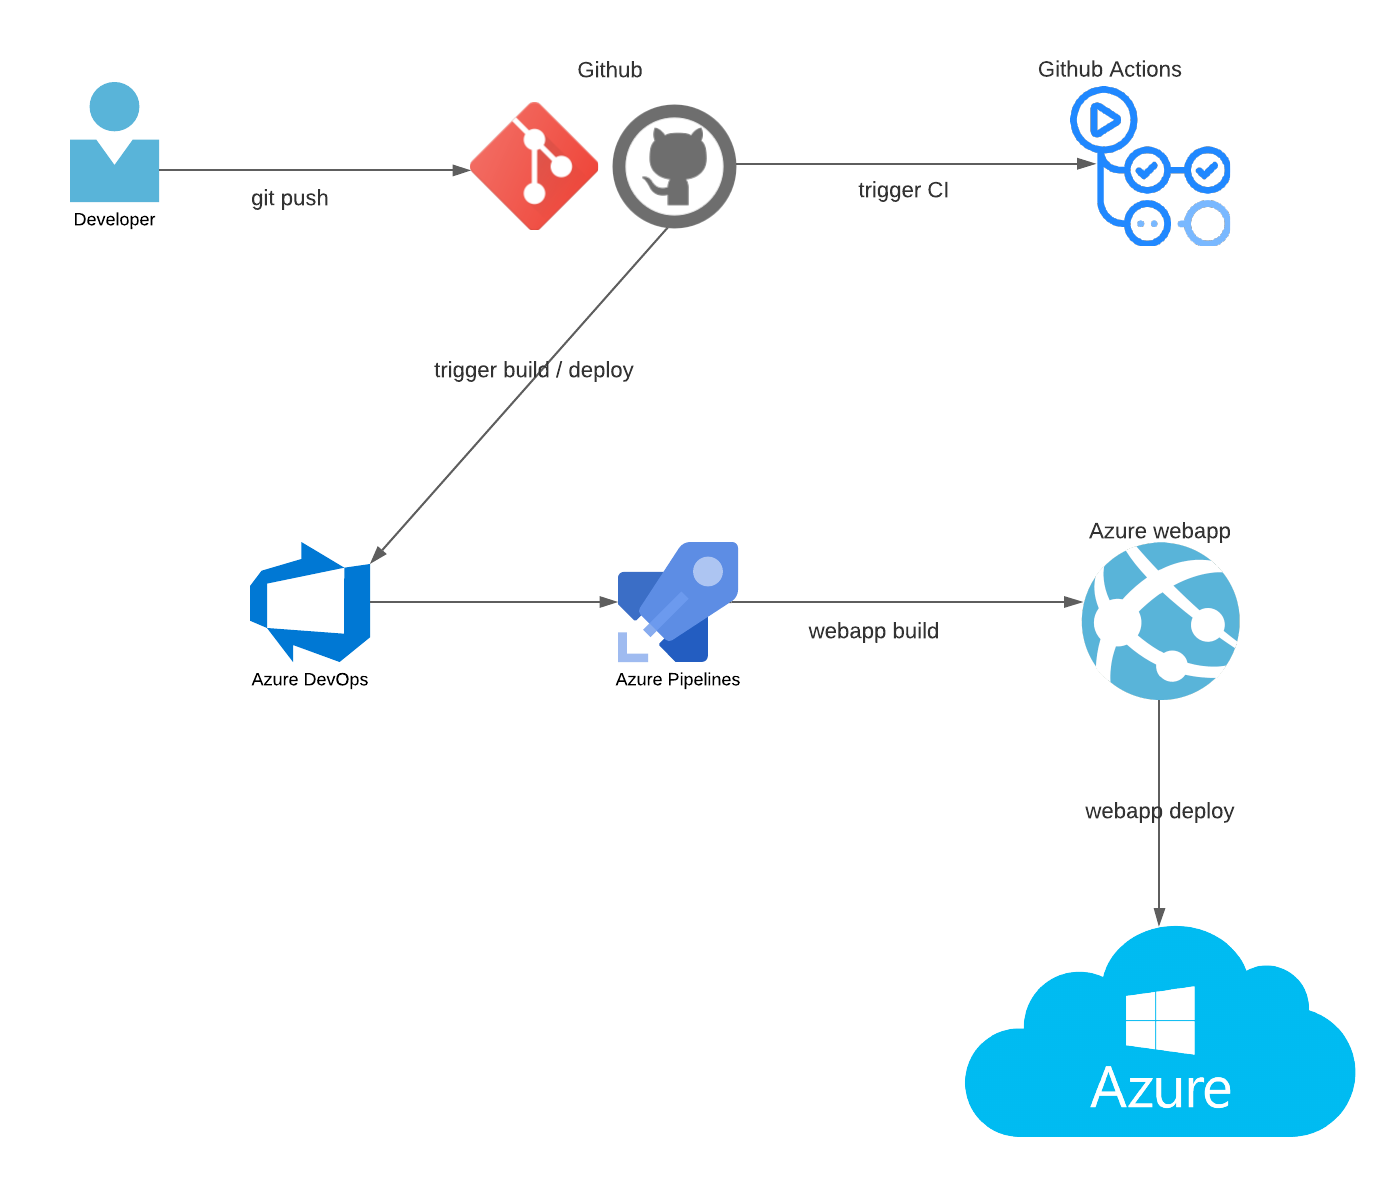 Github
Github Actions
git push
trigger CI
Developer
trigger build / deploy
Azure webapp
webapp build
Azure DevOps
Azure Pipelines
webapp deploy
Azure